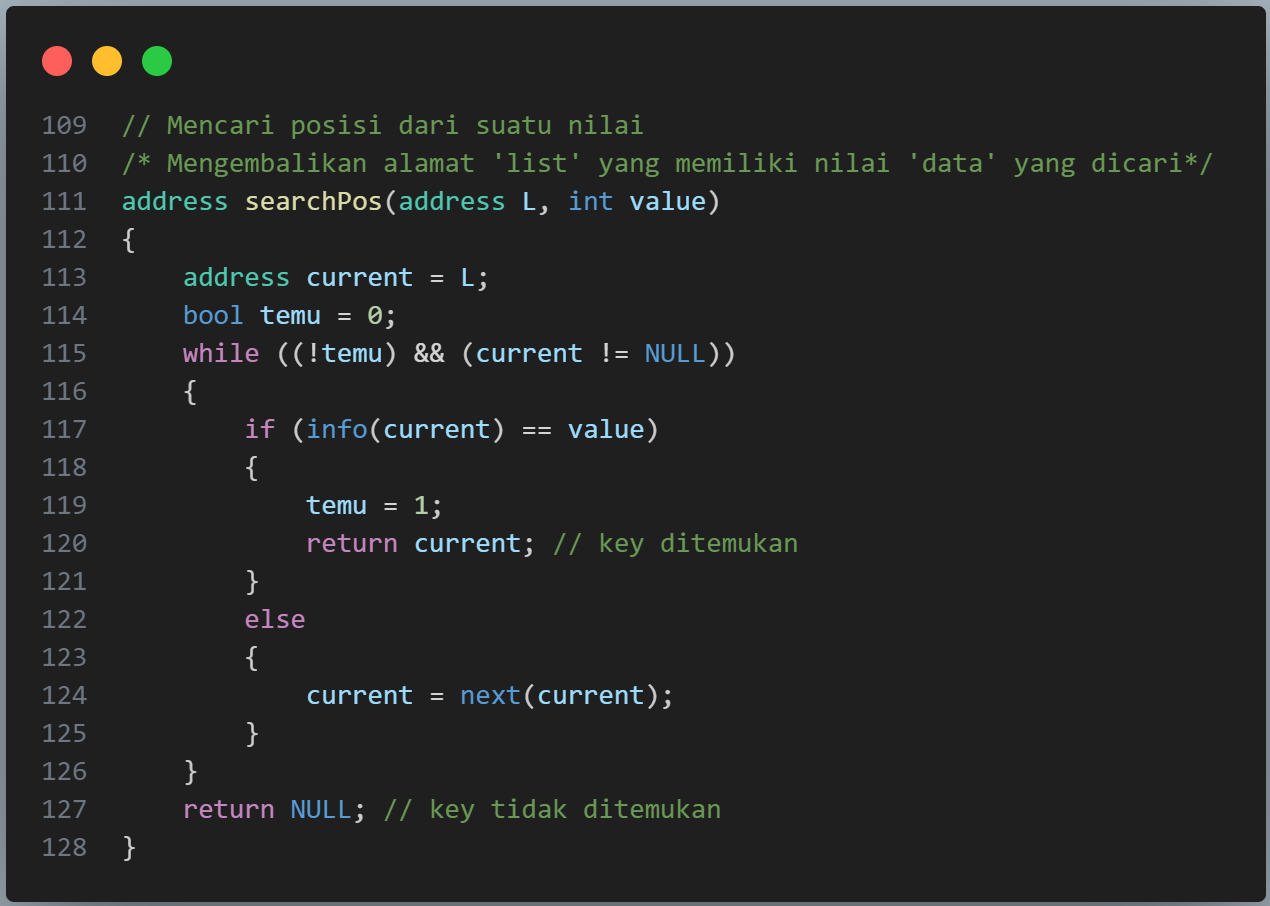 109 // Mencari posisi dari suatu nilai
110 /* Mengembalikan alamat 'list' yang memiliki nilai 'data' yang dicari*/
111 address searchPos(address L, int value)
112 {
113     address current = L;
114     bool temu = 0;
115     while ((!temu) && (current != NULL))
116     {
117         if (info(current) == value)
118         {
119             temu = 1;
120             return current; // key ditemukan
121         }
122         else
123         {
124             current = next(current);
125         }
126     }
127     return NULL; // key tidak ditemukan
128 }